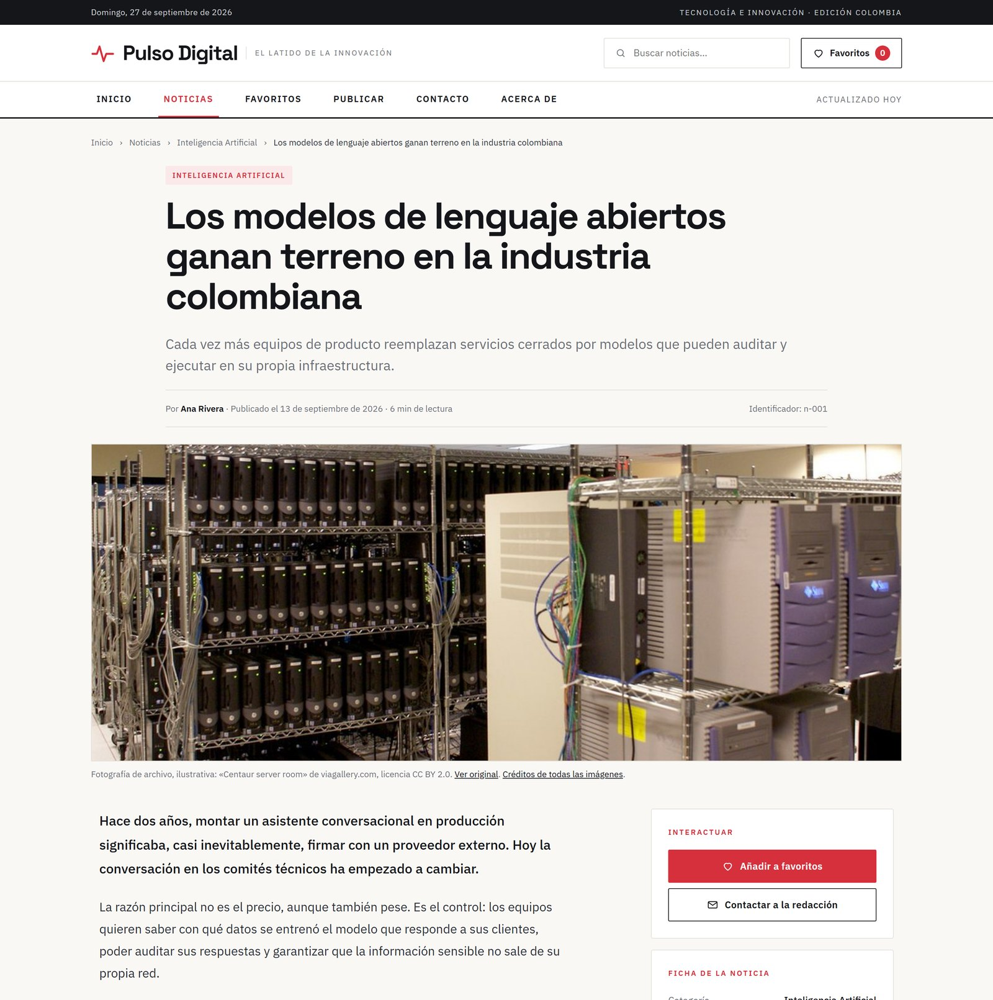 Domingo, 27 de septiembre de 2026
TECNOLOGÍA E INNOVACIÓN · EDICIÓN COLOMBIA
Pulso Digital
EL LATIDO DE LA INNOVACIÓN
Buscar noticias...
Favoritos 0
INICIO
NOTICIAS
FAVORITOS
PUBLICAR
CONTACTO
ACERCA DE
ACTUALIZADO HOY
Inicio › Noticias › Inteligencia Artificial › Los modelos de lenguaje abiertos ganan terreno en la industria colombiana
INTELIGENCIA ARTIFICIAL
Los modelos de lenguaje abiertos
ganan terreno en la industria
colombiana
Cada vez más equipos de producto reemplazan servicios cerrados por modelos que pueden auditar y
ejecutar en su propia infraestructura.
Por Ana Rivera · Publicado el 13 de septiembre de 2026 · 6 min de lectura
Identificador: n-001
Sun
Sun
Fotografía de archivo, ilustrativa: «Centaur server room» de viagallery.com, licencia CC BY 2.0. Ver original. Créditos de todas las imágenes.
Hace dos años, montar un asistente conversacional en producción
significaba, casi inevitablemente, firmar con un proveedor externo. Hoy la
conversación en los comités técnicos ha empezado a cambiar.
La razón principal no es el precio, aunque también pese. Es el control: los equipos
quieren saber con qué datos se entrenó el modelo que responde a sus clientes,
poder auditar sus respuestas y garantizar que la información sensible no sale de su
propia red.
INTERACTUAR
Añadir a favoritos
Contactar a la redacción
FICHA DE LA NOTICIA
Categoría
Inteligencia Artificial